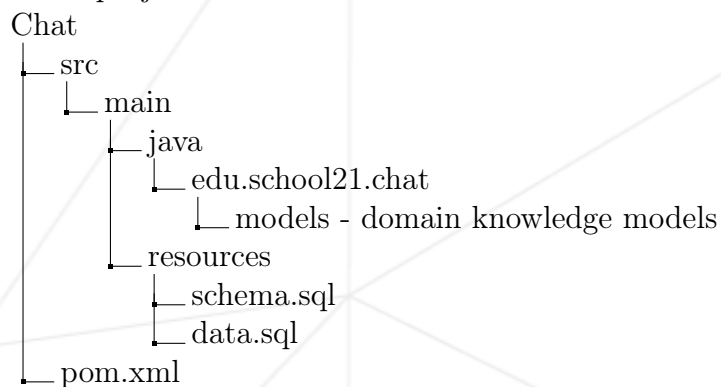 Chat
src
main
java
edu.school21.chat
models - domain knowledge models
resources
schema.sql
data.sql
pom.xml